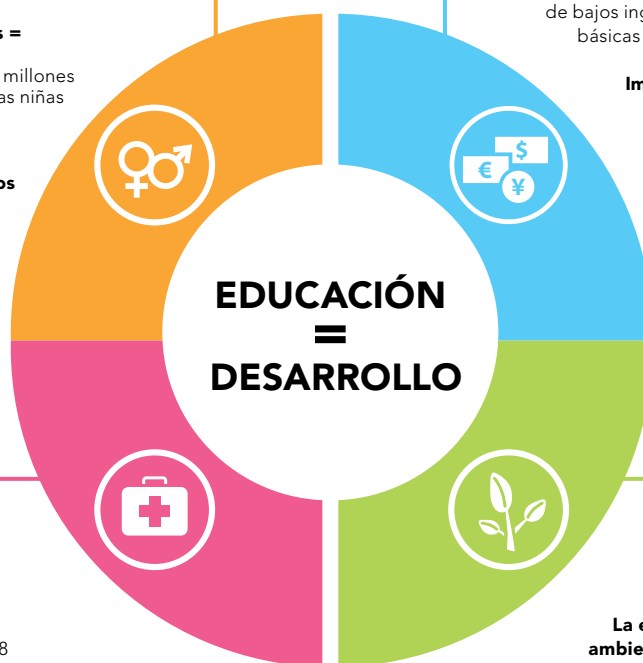 s =
millones
as niñas
os
de bajos ing
básicas
Im
$
€
¥
EDUCACIÓN
=
DESARROLLO
8
La e
ambie